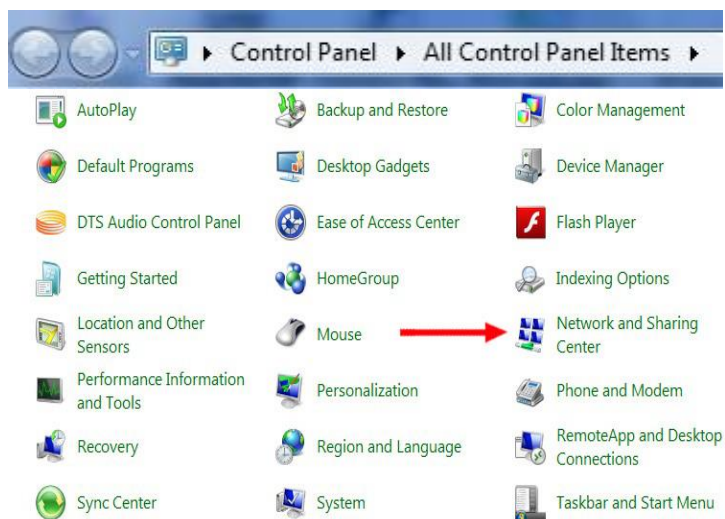 Control Panel ▸ All Control Panel Items ▸
AutoPlay
Backup and Restore
Color Management
Default Programs
Desktop Gadgets
Device Manager
DTS Audio Control Panel
Ease of Access Center
Flash Player
Getting Started
HomeGroup
Indexing Options
Location and Other
Sensors
Mouse
Network and Sharing
Center
Performance Information
and Tools
Personalization
Phone and Modem
Recovery
Region and Language
RemoteApp and Desktop
Connections
Sync Center
System
Taskbar and Start Menu